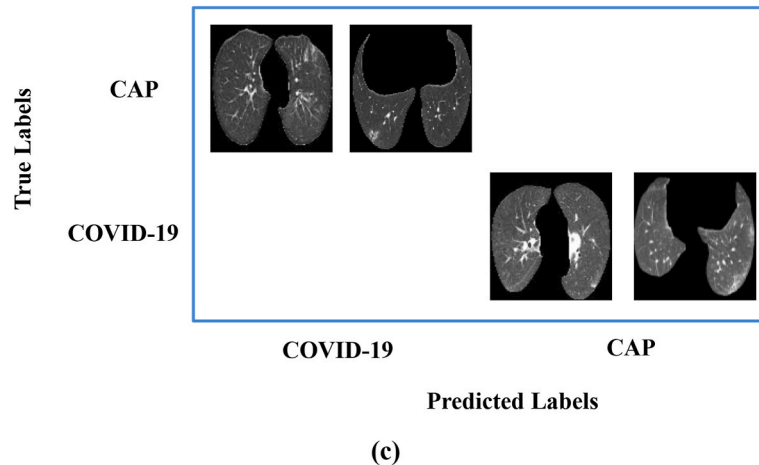 True Labels
CAP
COVID-19
COVID-19
CAP
Predicted Labels
(c)